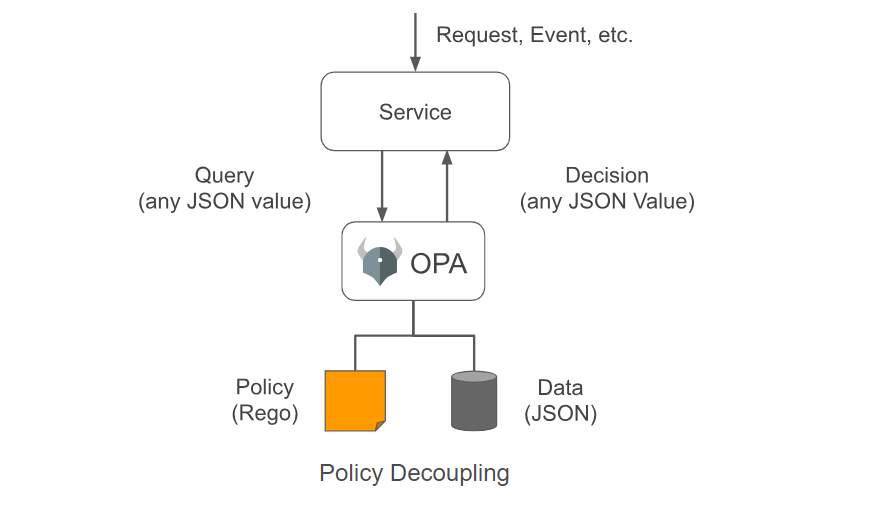 Request, Event, etc.
Service
Query
(any JSON value)
Decision
(any JSON Value)
OPA
Policy
(Rego)
Data
(JSON)
Policy Decoupling